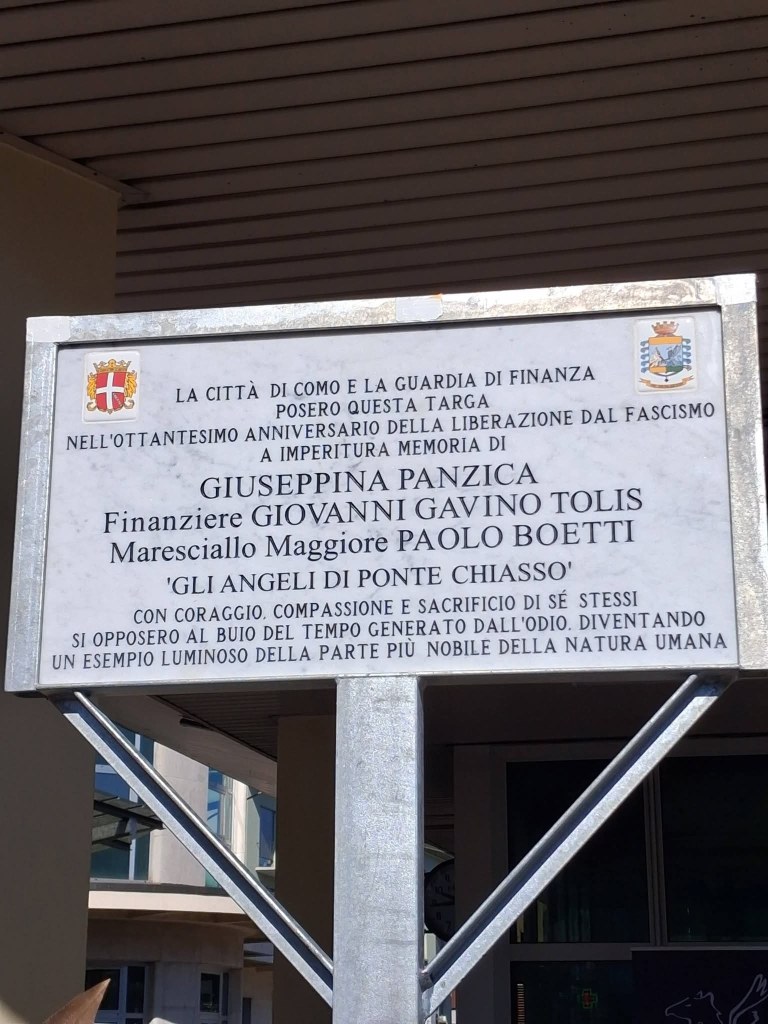 LA CITTÀ DI COMO E LA GUARDIA DI FINANZA
POSERO QUESTA TARGA
NELL'OTTANTESIMO ANNIVERSARIO DELLA LIBERAZIONE DAL FASCISMO
A IMPERITURA MEMORIA DI
GIUSEPPINA PANZICA
Finanziere GIOVANNI GAVINO TOLIS
Maresciallo Maggiore PAOLO BOETTI
'GLI ANGELI DI PONTE CHIASSO'
CON CORAGGIO, COMPASSIONE E SACRIFICIO DI SÉ STESSI
SI OPPOSERO AL BUIO DEL TEMPO GENERATO DALL'ODIO, DIVENTANDO
UN ESEMPIO LUMINOSO DELLA PARTE PIÙ NOBILE DELLA NATURA UMANA